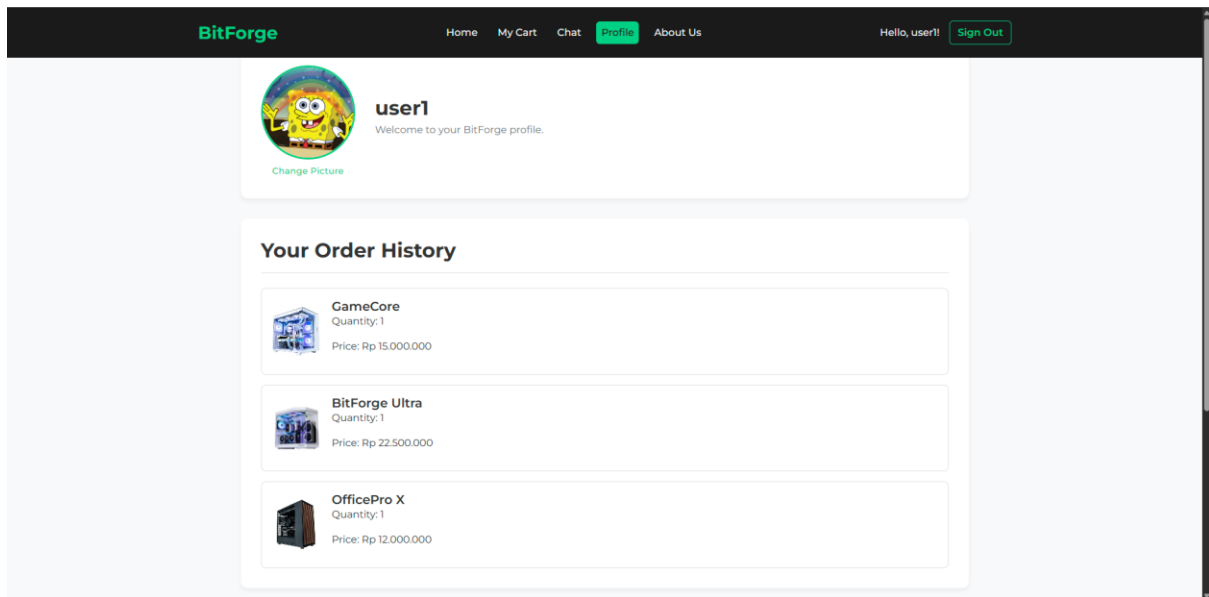 BitForge
Home My Cart Chat Profile About Us
Hello, user1! Sign Out
user1
Welcome to your BitForge profile.
Change Picture
Your Order History
GameCore
Quantity: 1
Price: Rp 15.000.000
BitForge Ultra
Quantity: 1
Price: Rp 22.500.000
OfficePro X
Quantity: 1
Price: Rp 12.000.000